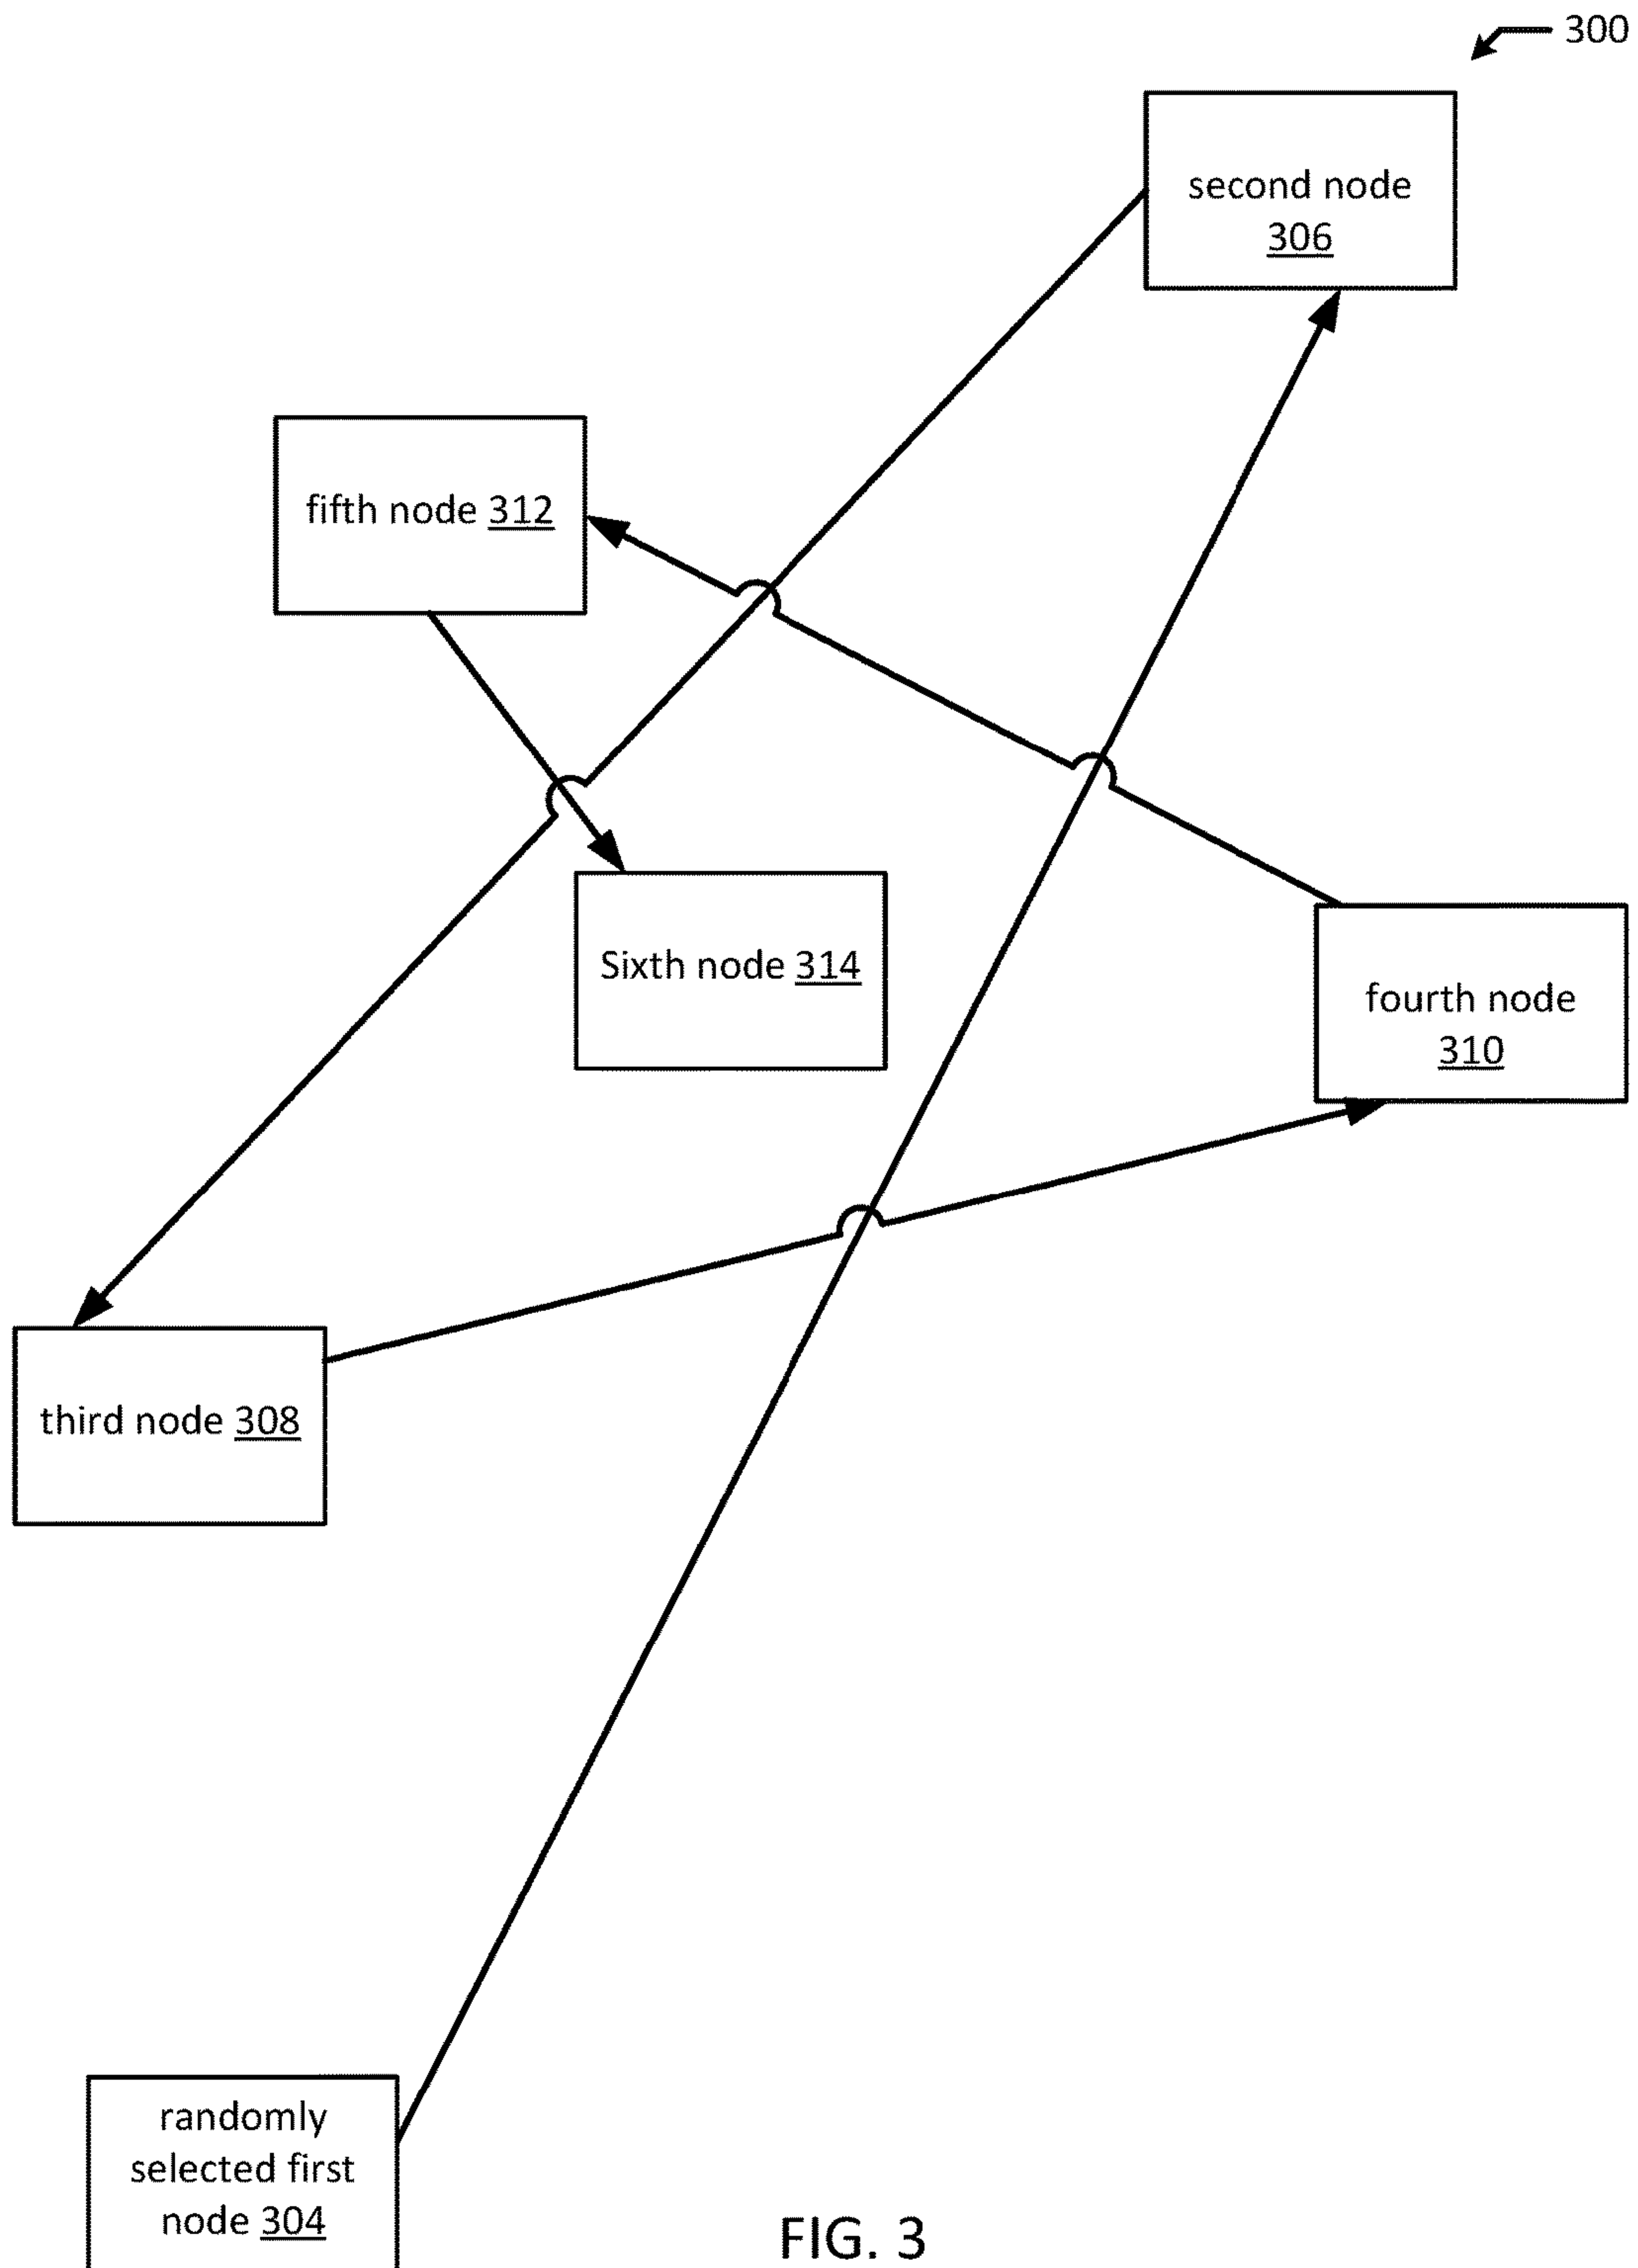 300
second node
306
fifth node 312
Sixth node 314
fourth node
310
third node 308
randomly
selected first
node 304
FIG. 3